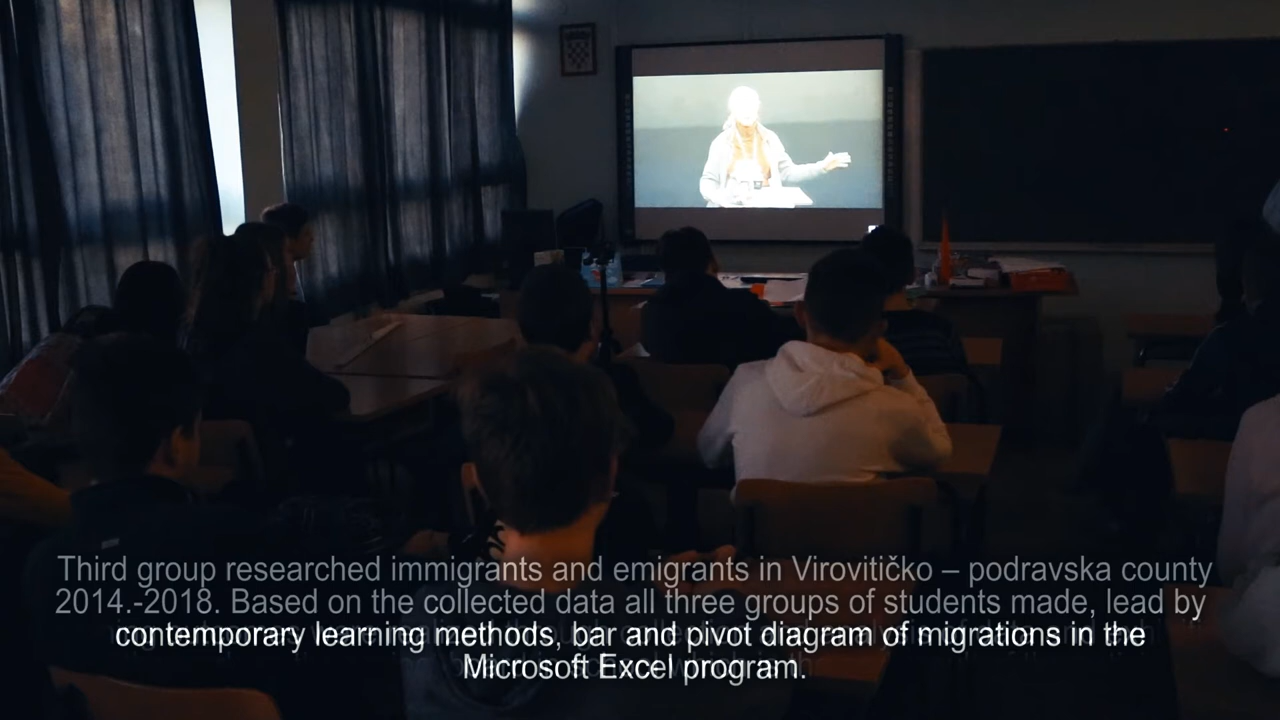 Third group researched immigrants and emigrants in Virovitičko – podravska county
2014.-2018. Based on the collected data all three groups of students made, lead by
contemporary learning methods, bar and pivot diagram of migrations in the
Microsoft Excel program.